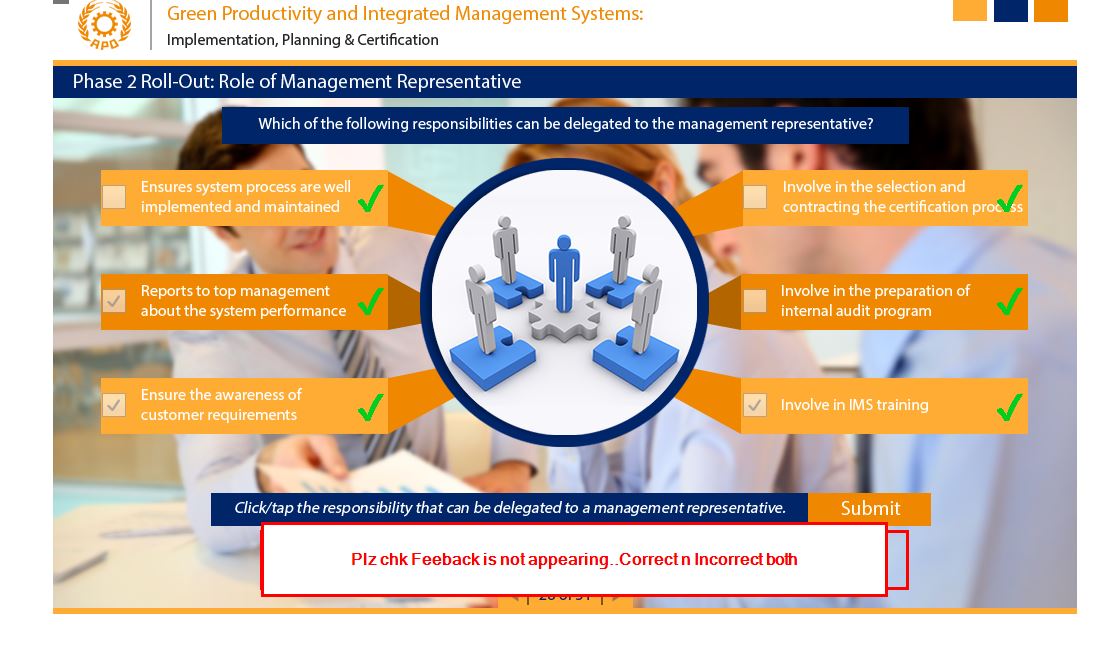 APO
Green Productivity and Integrated Management Systems:
Implementation, Planning & Certification
Phase 2 Roll-Out: Role of Management Representative
Which of the following responsibilities can be delegated to the management representative?
Ensures system process are well
implemented and maintained
Reports to top management
about the system performance
Ensure the awareness of
customer requirements
Involve in the selection and
contracting the certification process
Involve in the preparation of
internal audit program
Involve in IMS training
Click/tap the responsibility that can be delegated to a management representative.
Submit
Plz chk Feeback is not appearing..Correct n Incorrect both